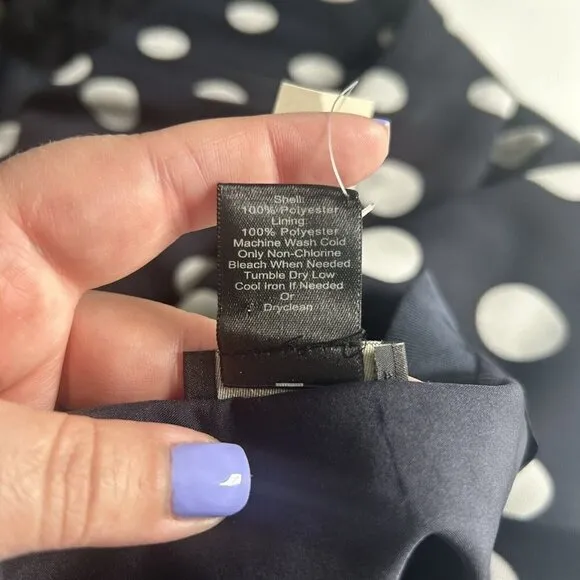 Shell:
100% Polyester
Lining:
100% Polyester
Machine Wash Cold
Only Non-Chlorine
Bleach When Needed
Tumble Dry Low
Cool Iron If Needed
Or
Dryclean